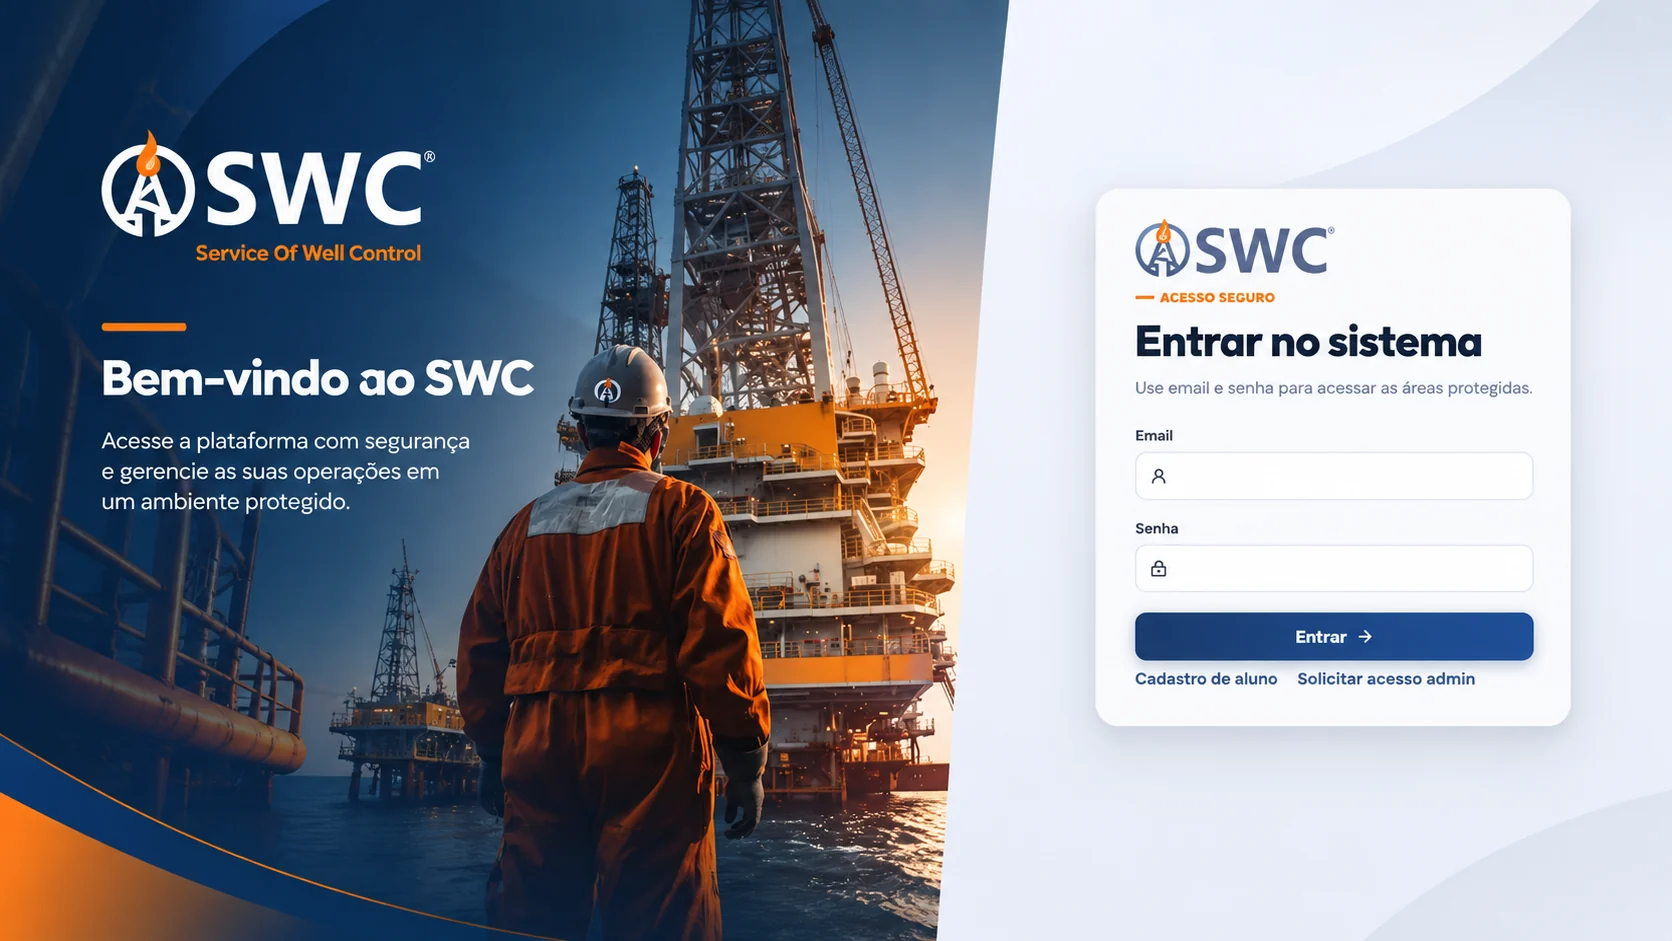 SWC®
Service Of Well Control
Bem-vindo ao SWC
Acesse a plataforma com segurança
e gerencie as suas operações em
um ambiente protegido.
SWC®
ACESSO SEGURO
Entrar no sistema
Use email e senha para acessar as áreas protegidas.
Email
Senha
Entrar →
Cadastro de aluno Solicitar acesso admin